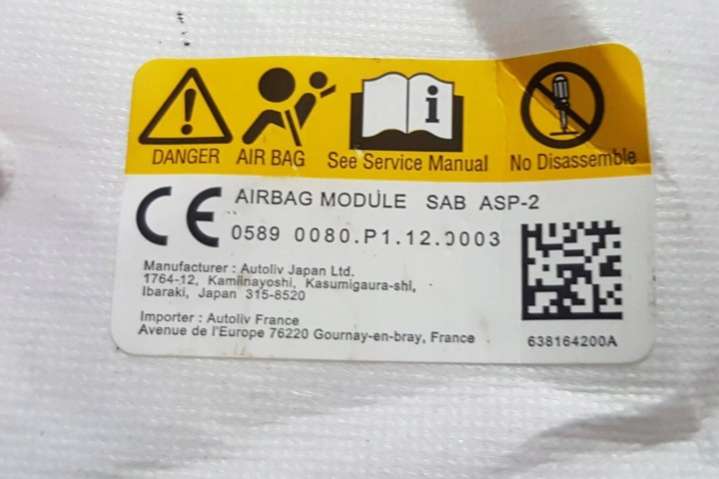 DANGER AIR BAG See Service Manual No Disassemble
CE AIRBAG MODULE SAB ASP-2
0589 0080.P1.12.0003
Manufacturer : Autoliv Japan Ltd.
1764-12, Kamiinayoshi, Kasumigaura-shi,
Ibaraki, Japan 315-8520
Importer : Autoliv France
Avenue de l'Europe 76220 Gournay-en-bray, France
638164200A